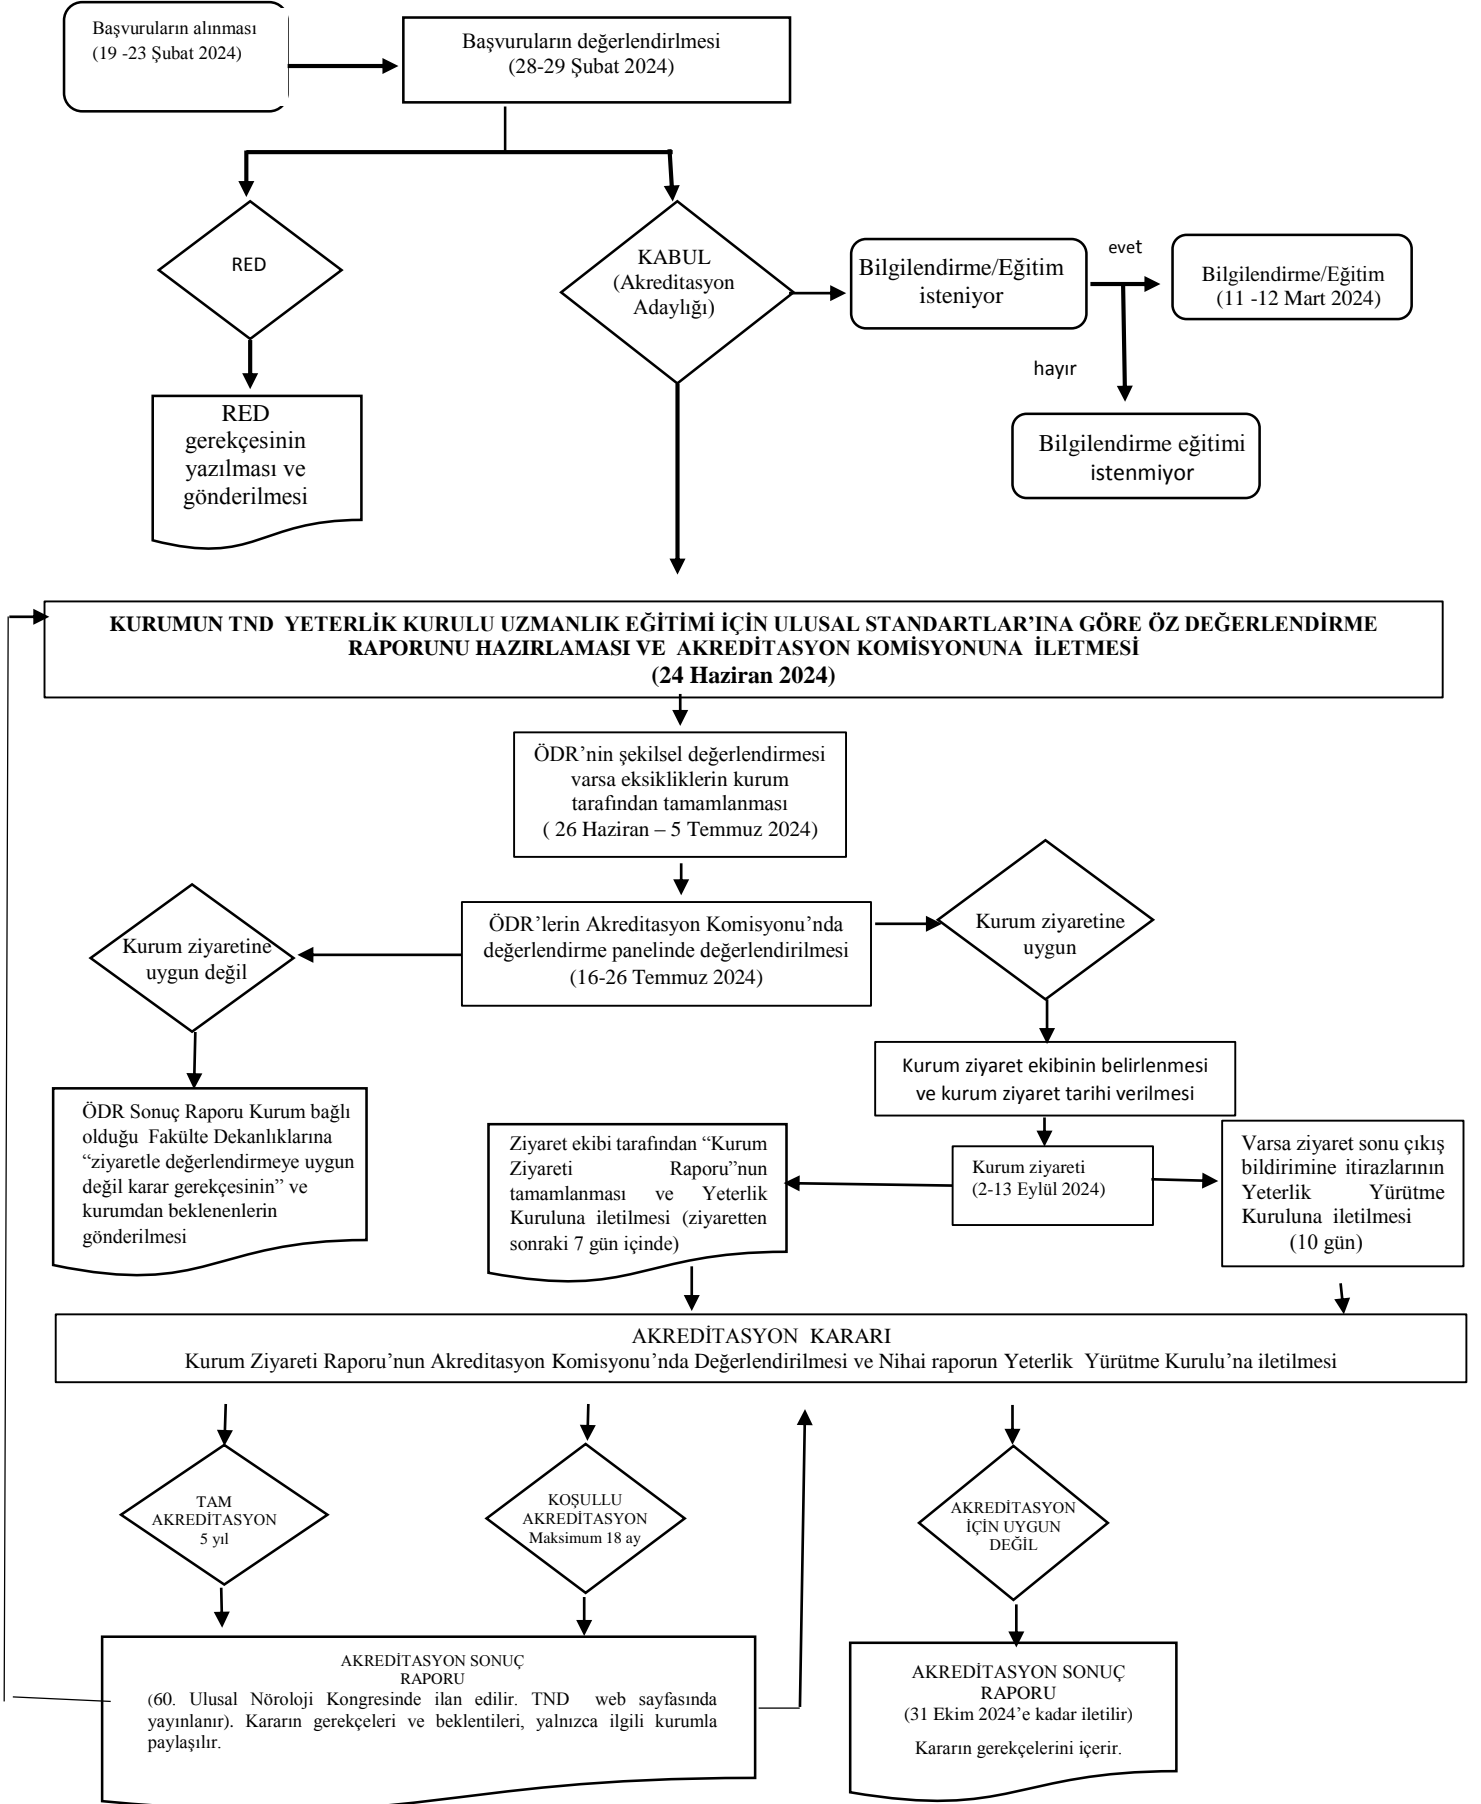 Başvuruların alınması
(19 -23 Şubat 2024)
Başvuruların değerlendirlmesi
(28-29 Şubat 2024)
RED
KABUL
(Akreditasyon
Adaylığı)
Bilgilendirme/Eğitim
isteniyor
evet
Bilgilendirme/Eğitim
(11 -12 Mart 2024)
hayır
Bilgilendirme eğitimi
istenmiyor
RED
gerekçesinin
yazılması ve
gönderilmesi
KURUMUN TND YETERLİK KURULU UZMANLIK EĞİTİMİ İÇİN ULUSAL STANDARTLAR’INA GÖRE ÖZ DEĞERLENDİRME
RAPORUNU HAZIRLAMASI VE AKREDİTASYON KOMİSYONUNA İLETMESİ
(24 Haziran 2024)
ÖDR’nin şekilsel değerlendirmesi
varsa eksikliklerin kurum
tarafından tamamlanması
( 26 Haziran – 5 Temmuz 2024)
Kurum ziyaretine
uygun değil
ÖDR’lerin Akreditasyon Komisyonu’nda
değerlendirme panelinde değerlendirilmesi
(16-26 Temmuz 2024)
Kurum ziyaretine
uygun
Kurum ziyaret ekibinin belirlenmesi
ve kurum ziyaret tarihi verilmesi
ÖDR Sonuç Raporu Kurum bağlı
olduğu Fakülte Dekanlıklarına
“ziyaretle değerlendirmeye uygun
değil karar gerekçesinin” ve
kurumdan beklenenlerin
gönderilmesi
Ziyaret ekibi tarafından “Kurum
Ziyareti Raporu”nun
tamamlanması ve Yeterlik
Kuruluna iletilmesi (ziyaretten
sonraki 7 gün içinde)
Kurum ziyareti
(2-13 Eylül 2024)
Varsa ziyaret sonu çıkış
bildirimine itirazlarının
Yeterlik Yürütme
Kuruluna iletilmesi
(10 gün)
AKREDİTASYON KARARI
Kurum Ziyareti Raporu’nun Akreditasyon Komisyonu’nda Değerlendirilmesi ve Nihai raporun Yeterlik Yürütme Kurulu’na iletilmesi
TAM
AKREDİTASYON
5 yıl
KOŞULLU
AKREDİTASYON
Maksimum 18 ay
AKREDİTASYON
İÇİN UYGUN
DEĞİL
AKREDİTASYON SONUÇ
RAPORU
(60. Ulusal Nöroloji Kongresinde ilan edilir. TND web sayfasında
yayınlanır). Kararın gerekçeleri ve beklentileri, yalnızca ilgili kurumla
paylaşılır.
AKREDİTASYON SONUÇ
RAPORU
(31 Ekim 2024’e kadar iletilir)
Kararın gerekçelerini içerir.